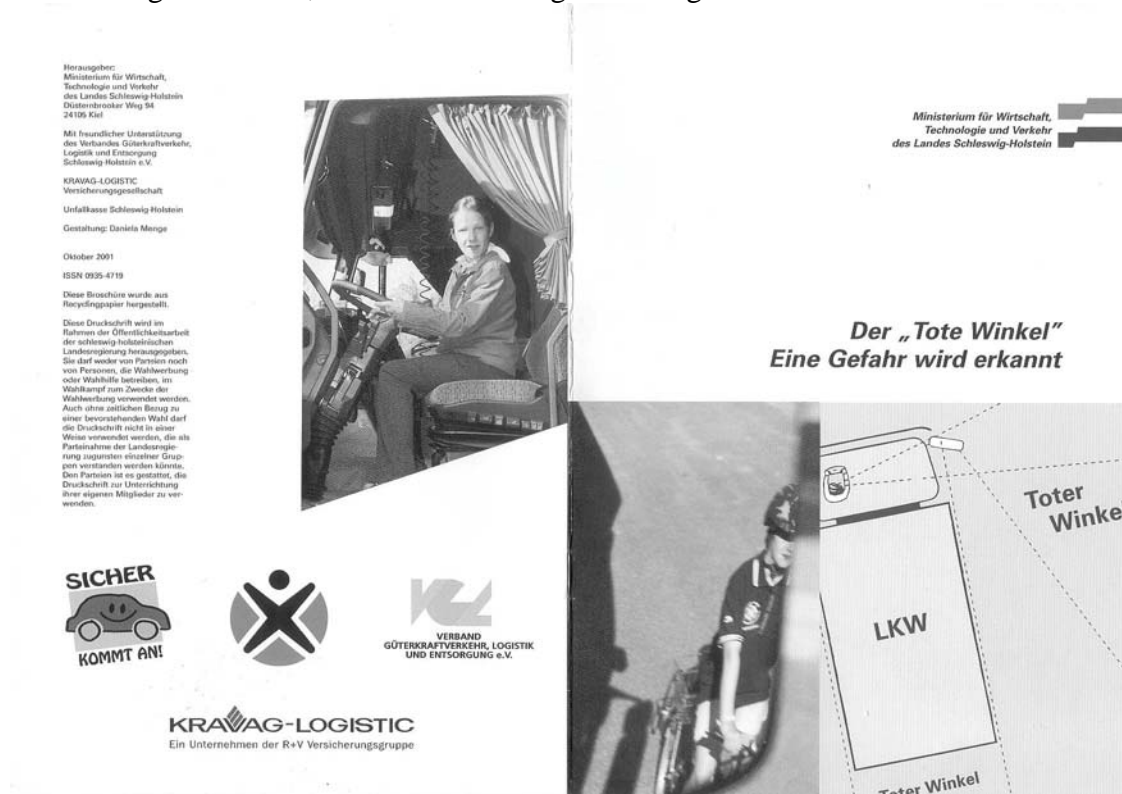 Herausgeber:
Ministerium für Wirtschaft,
Technologie und Verkehr
des Landes Schleswig-Holstein
Düsternbrooker Weg 94
24105 Kiel
Mit freundlicher Unterstützung
des Verbandes Güterkraftverkehr,
Logistik und Entsorgung
Schleswig-Holstein e.V.
KRAVAG-LOGISTIC
Versicherungsgesellschaft
Unfallkasse Schleswig-Holstein
Gestaltung: Daniela Menge
Oktober 2001
ISSN 0935-4719
Diese Broschüre wurde aus
Recyclingpapier hergestellt.
Diese Druckschrift wird im
Rahmen der Öffentlichkeitsarbeit
der schleswig-holsteinischen
Landesregierung herausgegeben.
Sie darf weder von Parteien noch
von Personen, die Wahlwerbung
oder Wahlhilfe betreiben, im
Wahlkampf zum Zwecke der
Wahlwerbung verwendet werden.
Auch ohne zeitlichen Bezug zu
einer bevorstehenden Wahl darf
die Druckschrift nicht in einer
Weise verwendet werden, die als
Parteinahme der Landesregie-
rung zugunsten einzelner Grup-
pen verstanden werden könnte.
Den Parteien ist es gestattet, die
Druckschrift zur Unterrichtung
ihrer eigenen Mitglieder zu ver-
wenden.
SICHER
KOMMT AN!
VERBAND
GÜTERKRAFTVERKEHR, LOGISTIK
UND ENTSORGUNG e.V.
KRAVAG-LOGISTIC
Ein Unternehmen der R+V Versicherungsgruppe
Ministerium für Wirtschaft,
Technologie und Verkehr
des Landes Schleswig-Holstein
Der „Tote Winkel”
Eine Gefahr wird erkannt
Toter
Winke
LKW
Toter Winkel